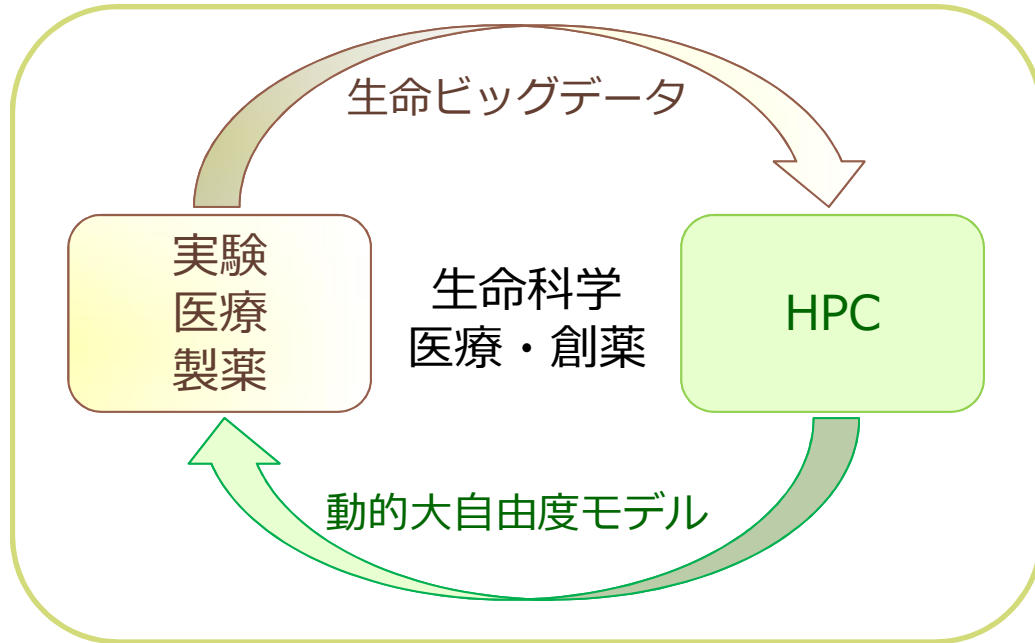 生命ビッグデータ
実験
医療
製薬
生命科学
医療・創薬
HPC
動的大自由度モデル